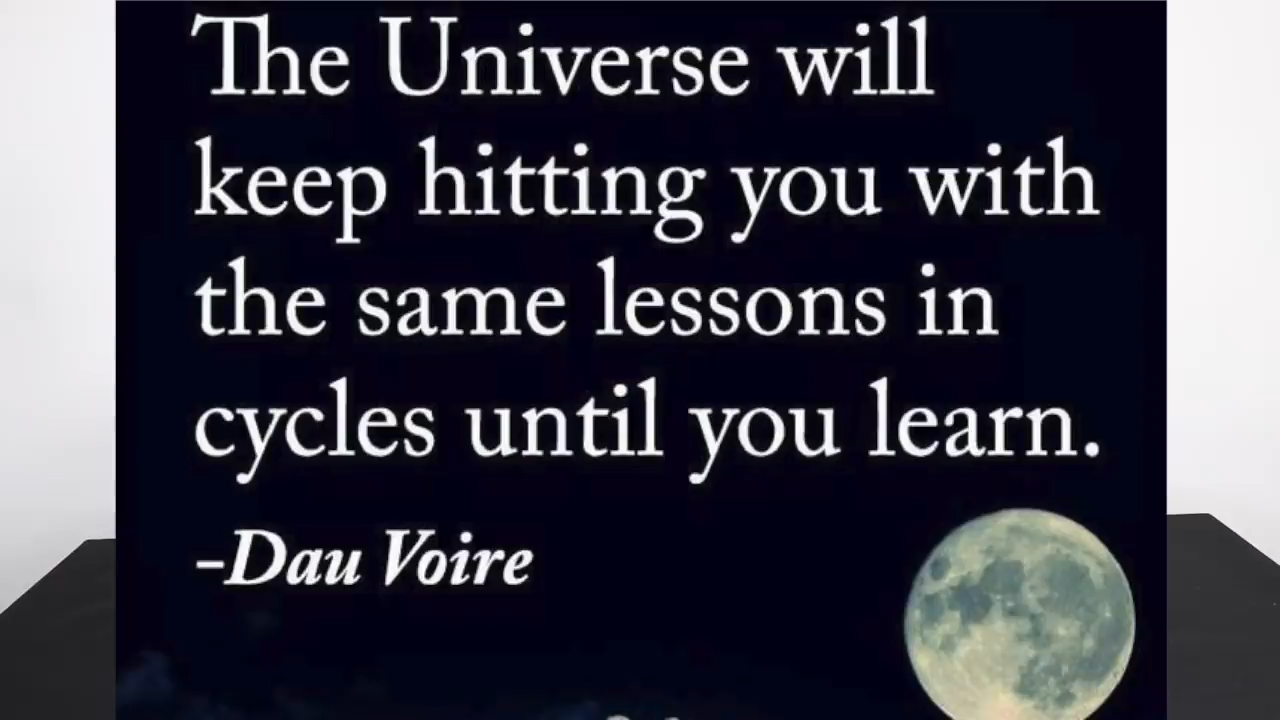 The Universe will
keep hitting you with
the same lessons in
cycles until you learn.
-Dau Voire